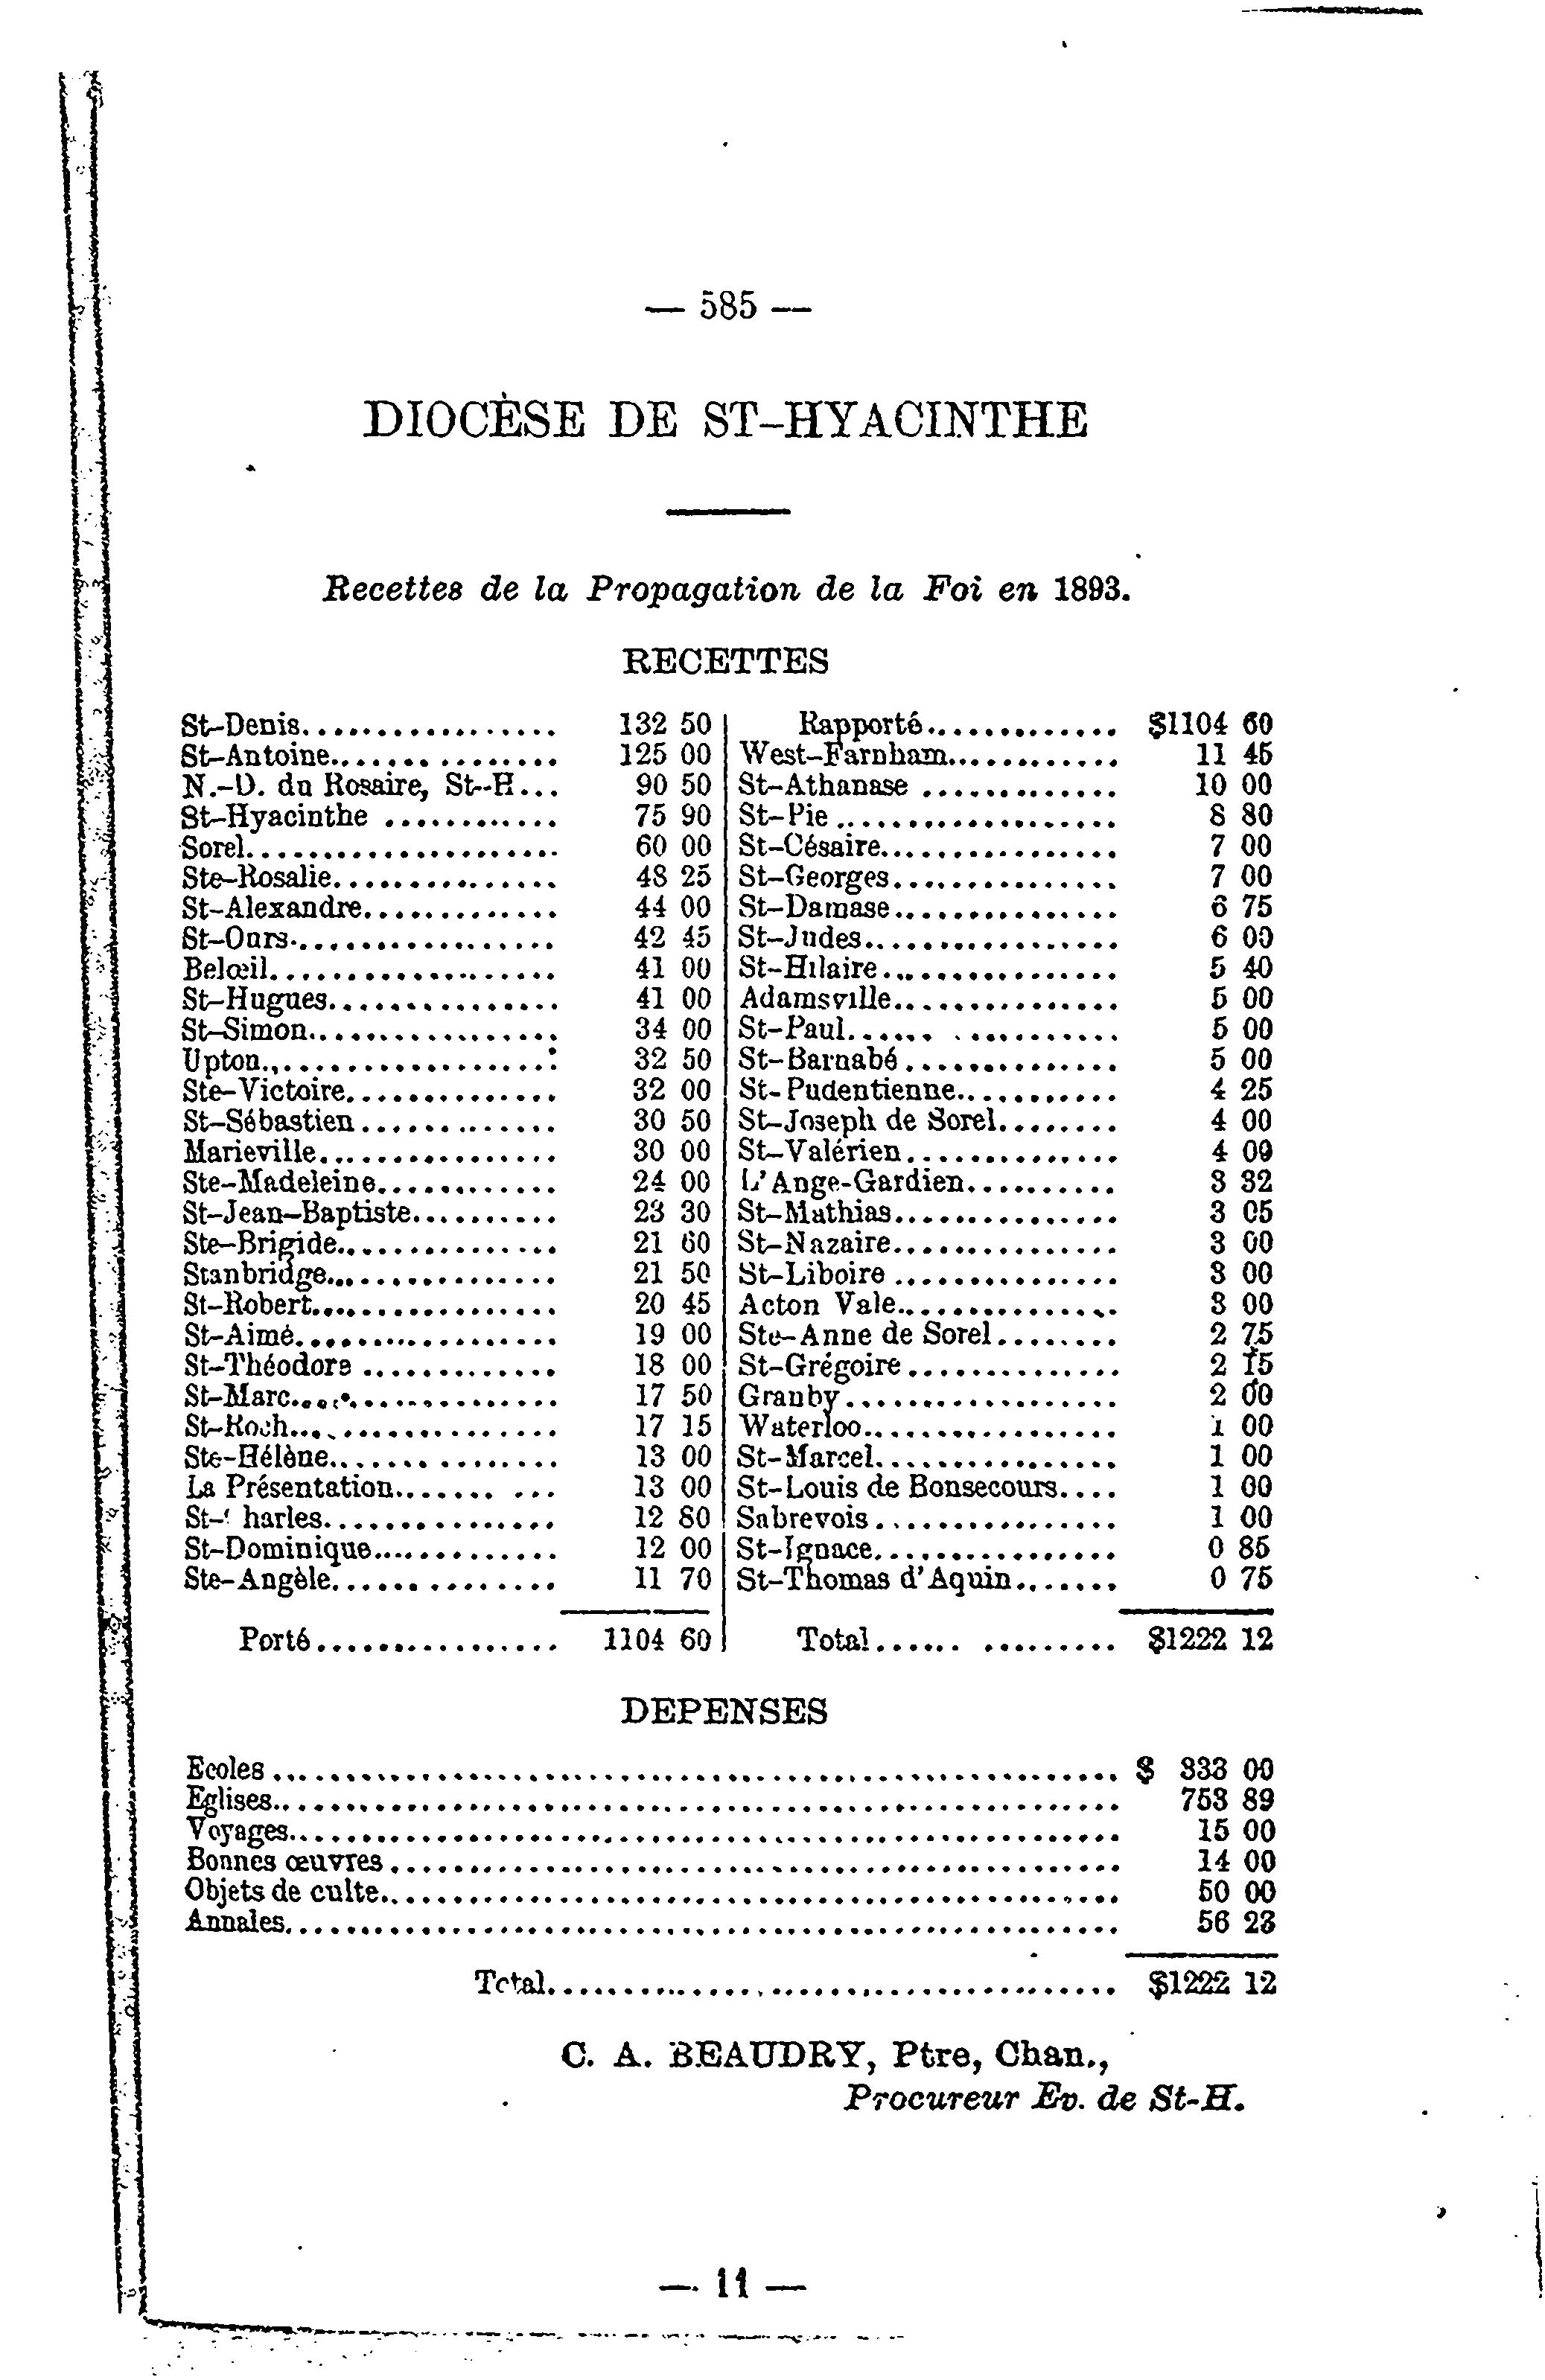 — 585 —
DIOCÈSE DE ST-HYACINTHE
Recettes de la Propagation de la Foi en 1893.
RECETTES
St-Denis.................. 132 50
St-Antoine............... 125 00
N.-D. du Rosaire, St-H... 90 50
St-Hyacinthe ............ 75 90
Sorel..................... 60 00
Ste-Rosalie............... 48 25
St-Alexandre............. 44 00
St-Ours.................. 42 45
Belœil................... 41 00
St-Hugues............... 41 00
St-Simon................. 34 00
Upton................... 32 50
Ste-Victoire.............. 32 00
St-Sébastien............. 30 50
Marieville................ 30 00
Ste-Madeleine............ 24 00
St-Jean-Baptiste.......... 23 30
Ste-Brigide............... 21 60
Stanbridge............... 21 50
St-Robert................ 20 45
St-Aimé................. 19 00
St-Théodore ............. 18 00
St-Marc.................. 17 50
St-Roch.................. 17 15
Ste-Hélène............... 13 00
La Présentation....... ... 13 00
St-Charles............... 12 80
St-Dominique............ 12 00
Ste-Angèle............... 11 70
Porté................ 1104 60
Rapporté............. $1104 60
West-Farnham............ 11 45
St-Athanase ............. 10 00
St-Pie ................... 8 80
St-Césaire................ 7 00
St-Georges............... 7 00
St-Damase............... 6 75
St-Judes................. 6 00
St-Hilaire................ 5 40
Adamsville............... 5 00
St-Paul...... ........... 5 00
St-Barnabé.............. 5 00
St-Pudentienne........... 4 25
St-Joseph de Sorel........ 4 00
St-Valérien.............. 4 00
L'Ange-Gardien.......... 3 32
St-Mathias............... 3 05
St-Nazaire............... 3 00
St-Liboire ............... 3 00
Acton Vale............... 3 00
Ste-Anne de Sorel........ 2 75
St-Grégoire.............. 2 15
Granby.................. 2 00
Waterloo................. 1 00
St-Marcel................ 1 00
St-Louis de Bonsecours.... 1 00
Sabrevois................ 1 00
St-Ignace................ 0 85
St-Thomas d'Aquin....... 0 75
Total...... ......... $1222 12
DEPENSES
Ecoles .................................................. $ 333 00
Eglises.................................................. 753 89
Voyages................................................. 15 00
Bonnes œuvres .......................................... 14 00
Objets de culte.......................................... 50 00
Annales................................................. 56 23
Total..................................... $1222 12
C. A. BEAUDRY, Ptre, Chan.,
Procureur Ev. de St-H.
— 11 —